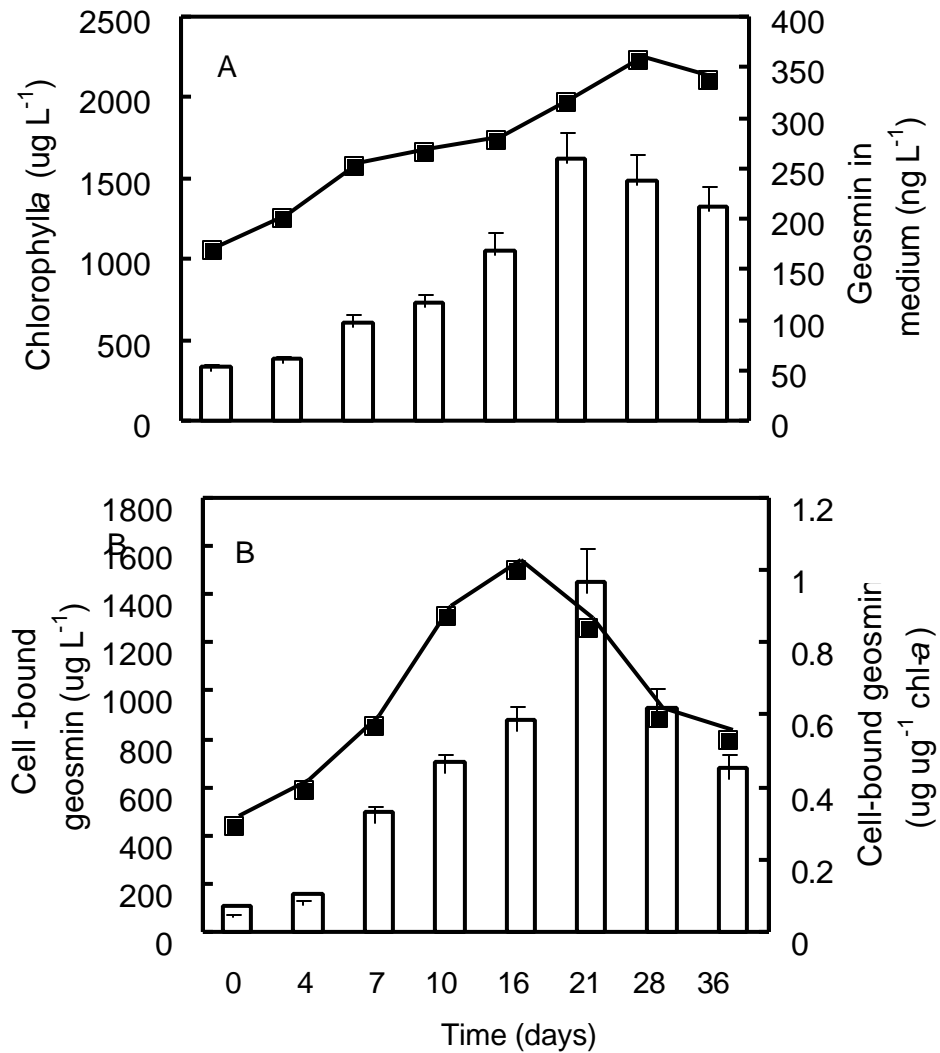 A
2500
2000
1500
1000
500
0
Chlorophylla (ug L-1)
400
350
300
250
200
150
100
50
0
Geosmin in
medium (ng L-1)
B
B
1800
1600
1400
1200
1000
800
600
400
200
0
Cell -bound
geosmin (ug L-1)
1.2
1
0.8
0.6
0.4
0.2
0
Cell-bound geosmin
(ug ug-1 chl-a)
0 4 7 10 16 21 28 36
Time (days)